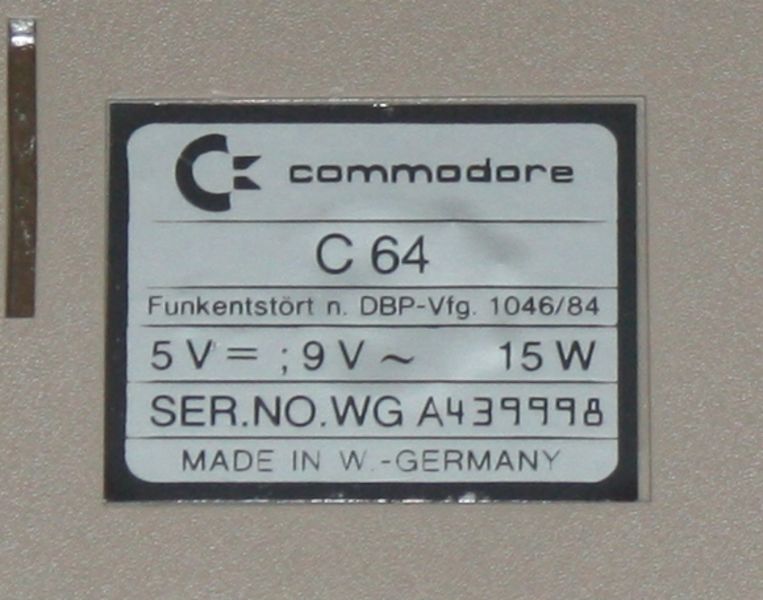 commodore
C 64
Funkentstört n. DBP-Vfg. 1046/84
5 V = ; 9 V ~ 15 W
SER.NO.WG A439998
MADE IN W.-GERMANY